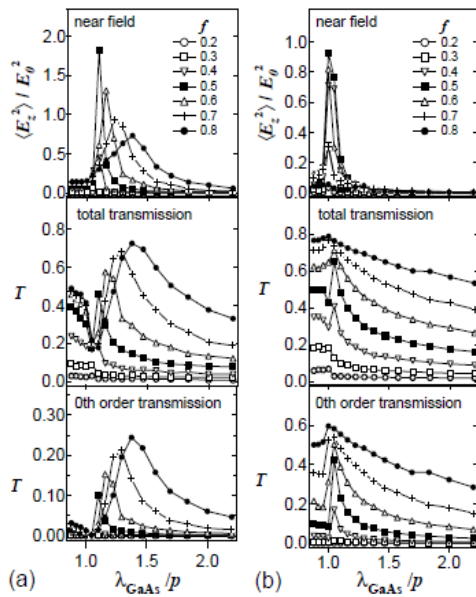 near field
f
2.0
1.5
1.0
0.5
0.0
⟨E_z^2⟩ / E_0^2
0.2
0.3
0.4
0.5
0.6
0.7
0.8
total transmission
0.8
0.6
0.4
0.2
0.0
T
0th order transmission
0.30
0.20
0.10
0.00
T
1.0 1.5 2.0
(a) λ_GaAs /p
near field
f
1.0
0.8
0.6
0.4
0.2
0.0
⟨E_z^2⟩ / E_0^2
0.2
0.3
0.4
0.5
0.6
0.7
0.8
total transmission
0.8
0.6
0.4
0.2
0.0
T
0th order transmission
0.6
0.4
0.2
0.0
T
1.0 1.5 2.0
(b) λ_GaAs /p